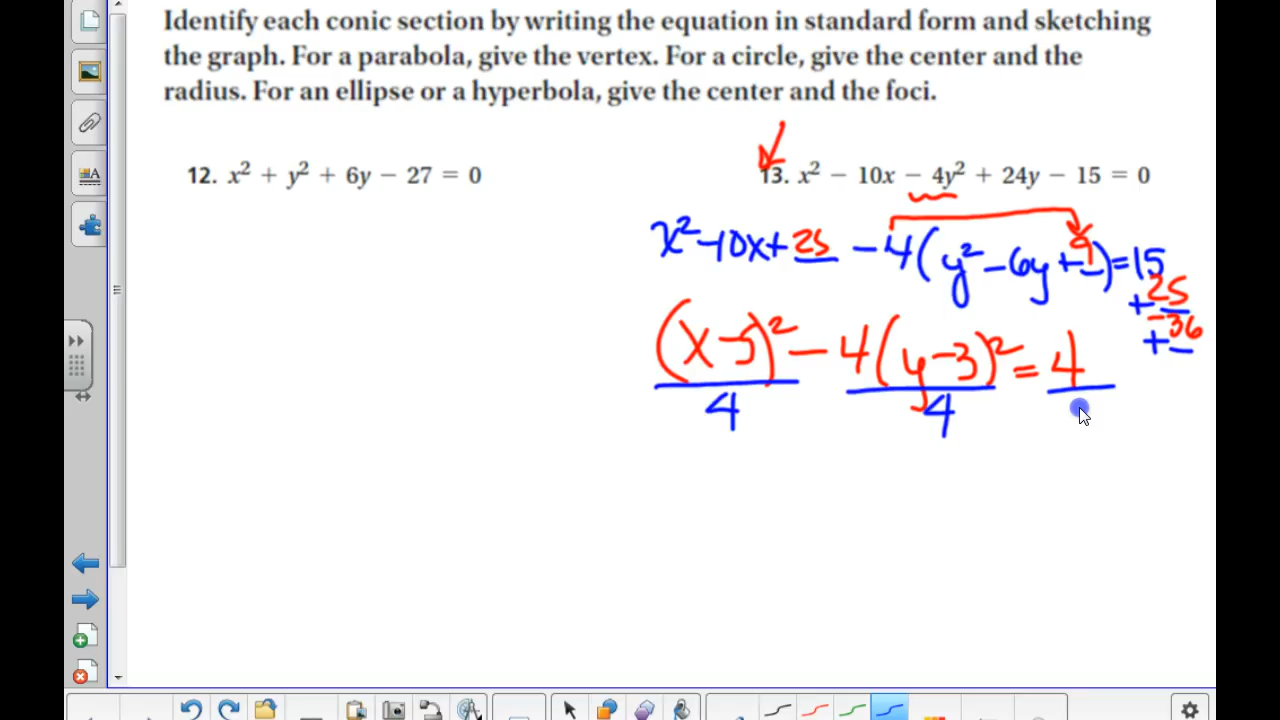 Identify each conic section by writing the equation in standard form and sketching
the graph. For a parabola, give the vertex. For a circle, give the center and the
radius. For an ellipse or a hyperbola, give the center and the foci.
12. x² + y² + 6y − 27 = 0
13. x² − 10x − 4y² + 24y − 15 = 0
x² − 10x + 25 − 4(y² − 6y + 9) = 15
+ 25
+ −36
(x − 5)² − 4(y − 3)² = 4
4 4